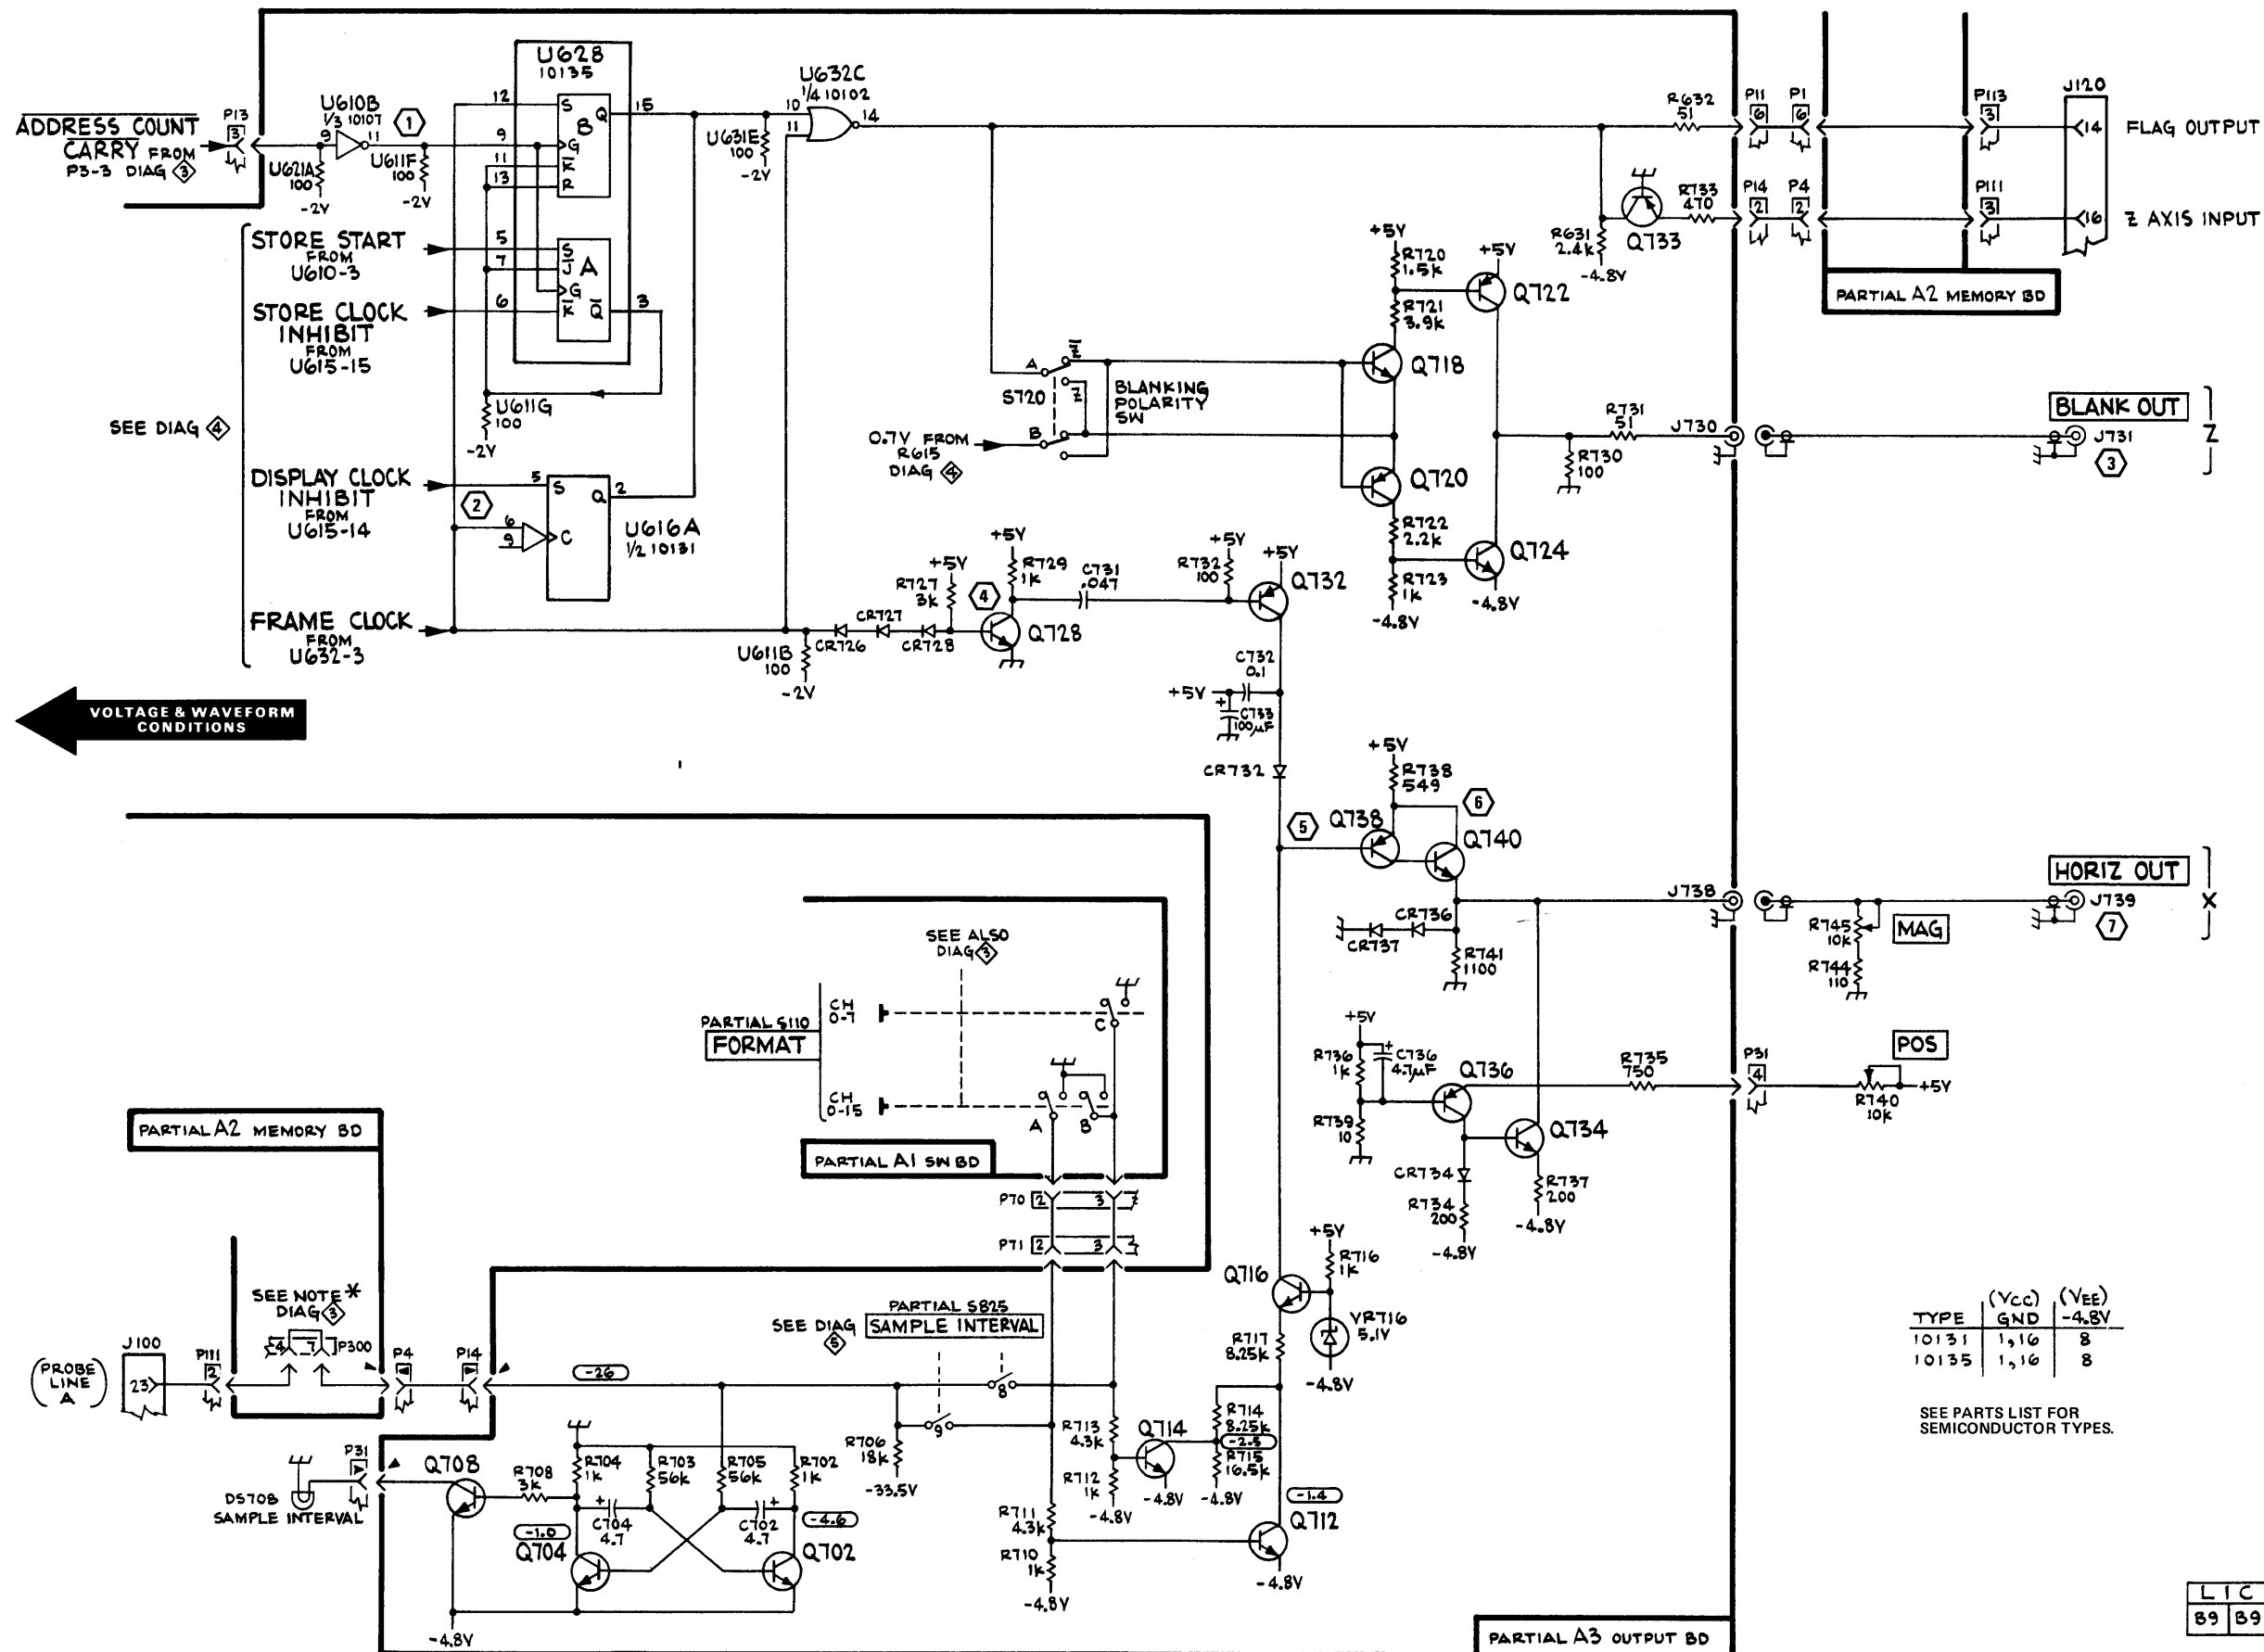 ADDRESS COUNT
CARRY FROM
P3-3 DIAG 3
P13
3
U610B
1/3 10107
9
11
1
U621A
100
-2V
U611F
100
-2V
U628
10135
12
S
Q
15
B
9
G
11
K
13
R
5
S
7
J
A
G
6
K
Q
3
STORE START
FROM
U610-3
STORE CLOCK
INHIBIT
FROM
U615-15
SEE DIAG 4
U611G
100
-2V
DISPLAY CLOCK
INHIBIT
FROM
U615-14
2
5
S
Q
2
6
9
C
U616A
1/2 10131
FRAME CLOCK
FROM
U632-3
U632C
1/4 10102
10
11
14
U631E
100
-2V
R632
51
P11
6
P1
6
P113
3
J120
14
FLAG OUTPUT
R631
2.4K
-4.8V
Q733
R733
470
P14
2
P4
2
P111
3
16
Z AXIS INPUT
PARTIAL A2 MEMORY BD
A
S720
Z
B
BLANKING
POLARITY
SW
0.7V FROM
R615
DIAG 4
+5V
R720
1.5K
R721
3.9K
+5V
Q722
Q718
Q720
R722
2.2K
R723
1K
-4.8V
Q724
-4.8V
R731
51
R730
100
J730
BLANK OUT
J731
3
Z
U611B
100
-2V
CR726
CR727
CR728
+5V
R727
3K
4
+5V
R729
1K
Q728
C731
.047
+5V
R732
100
+5V
Q732
C732
0.1
+5V
+
C733
100µF
CR732
VOLTAGE & WAVEFORM
CONDITIONS
+5V
R738
549
5
Q738
6
Q740
CR736
CR737
R741
1100
J738
HORIZ OUT
J739
7
X
R745
10K
MAG
R744
110
SEE ALSO
DIAG 3
PARTIAL S110
FORMAT
CH
0-7
C
CH
0-15
A
B
PARTIAL A1 SW BD
P70
2
3
P71
2
3
+5V
R736
1K
+
C736
4.7µF
R739
10
Q736
R735
750
P31
4
POS
R740
10K
+5V
Q734
CR734
R734
200
-4.8V
R737
200
-4.8V
PARTIAL A2 MEMORY BD
SEE NOTE *
DIAG 3
4
7
P300
J100
(PROBE
LINE
A)
23
P111
2
P4
P14
-26
SEE DIAG
5
PARTIAL S825
SAMPLE INTERVAL
8
9
R706
18K
-33.5V
Q716
+5V
R716
1K
VR716
5.1V
-4.8V
R717
8.25K
R714
8.25K
-2.5
R715
16.5K
-4.8V
R713
4.3K
R712
1K
-4.8V
Q714
-4.8V
R711
4.3K
R710
1K
-4.8V
-1.4
Q712
-4.8V
DS708
SAMPLE INTERVAL
P31
Q708
R708
3K
R704
1K
R703
56K
R705
56K
R702
1K
+
C704
4.7
C702
4.7
+
-1.0
Q704
-4.6
Q702
-4.8V
TYPE (VCC) GND (VEE) -4.8V
10131 1,16 8
10135 1,16 8
SEE PARTS LIST FOR
SEMICONDUCTOR TYPES.
PARTIAL A3 OUTPUT BD
L I C
B9 B9